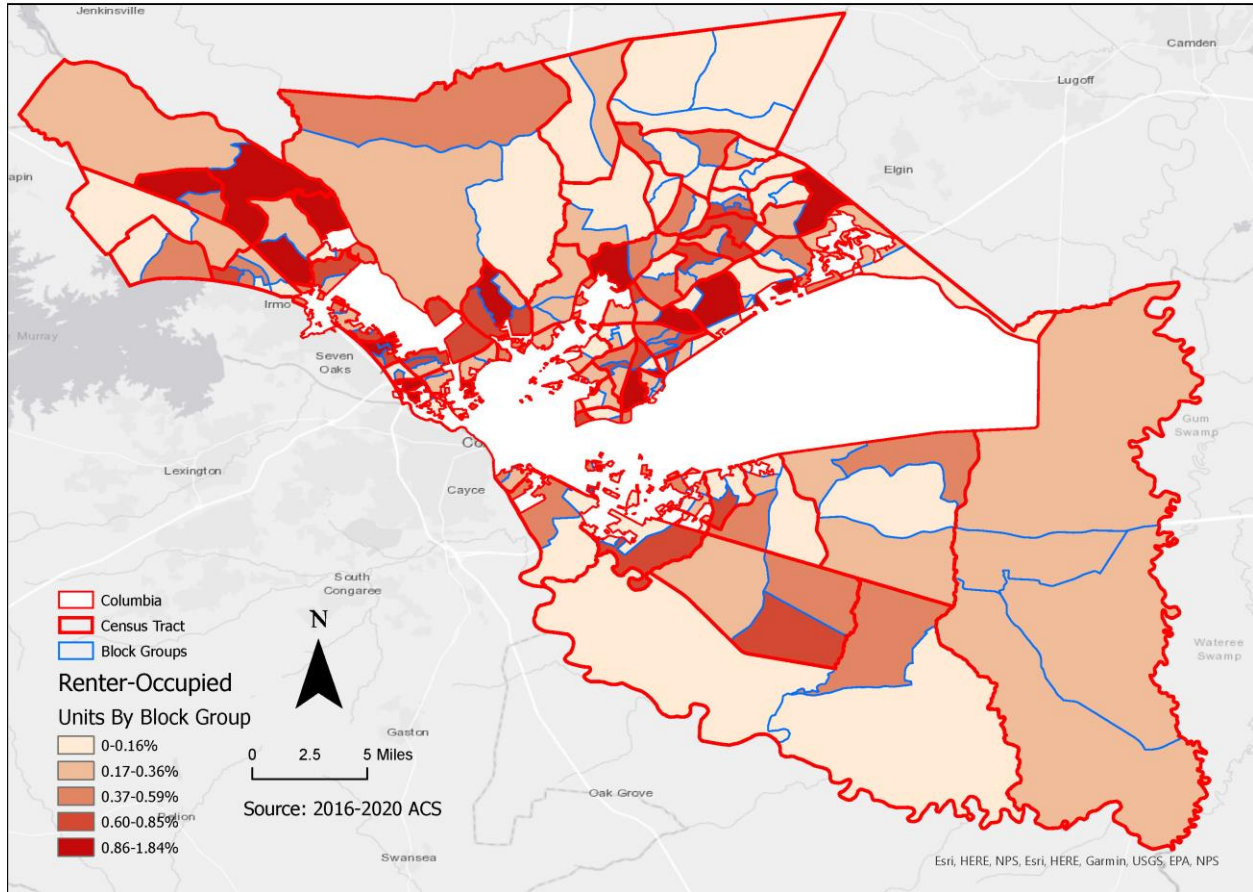 Jenkinsville
Camden
Lugoff
Elgin
apin
Irmo
Murray
Seven
Oaks
Gum
Swamp
Co
Lexington
Cayce
South
Congaree
Wateree
Swamp
Gaston
Oak Grove
Pelion
Swansea
Columbia
Census Tract
Block Groups
Renter-Occupied
Units By Block Group
0-0.16%
0.17-0.36%
0.37-0.59%
0.60-0.85%
0.86-1.84%
N
0 2.5 5 Miles
Source: 2016-2020 ACS
Esri, HERE, NPS, Esri, HERE, Garmin, USGS, EPA, NPS